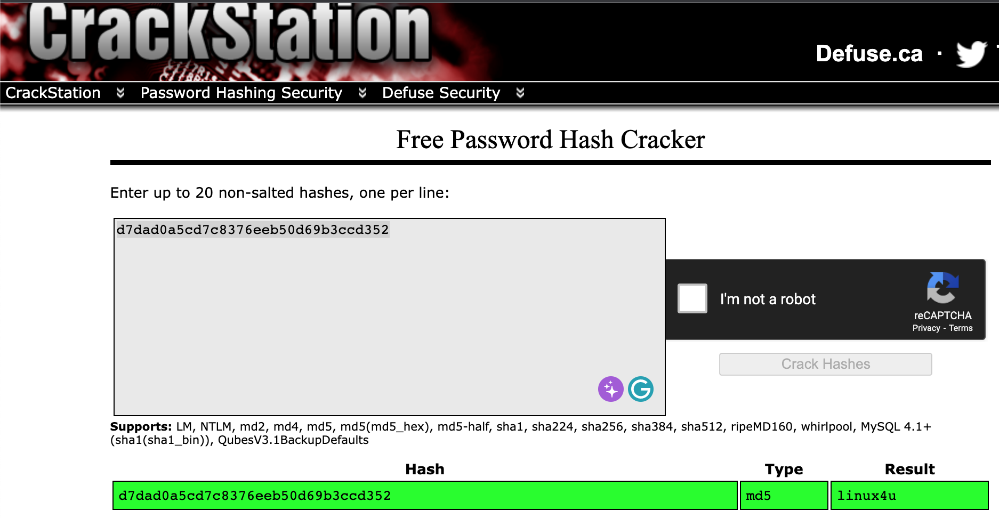 CrackStation
Defuse.ca ·
CrackStation Password Hashing Security Defuse Security
Free Password Hash Cracker
Enter up to 20 non-salted hashes, one per line:
d7dad0a5cd7c8376eeb50d69b3ccd352
I'm not a robot
reCAPTCHA
Privacy - Terms
Crack Hashes
Supports: LM, NTLM, md2, md4, md5, md5(md5_hex), md5-half, sha1, sha224, sha256, sha384, sha512, ripeMD160, whirlpool, MySQL 4.1+
(sha1(sha1_bin)), QubesV3.1BackupDefaults
Hash Type Result
d7dad0a5cd7c8376eeb50d69b3ccd352 md5 linux4u